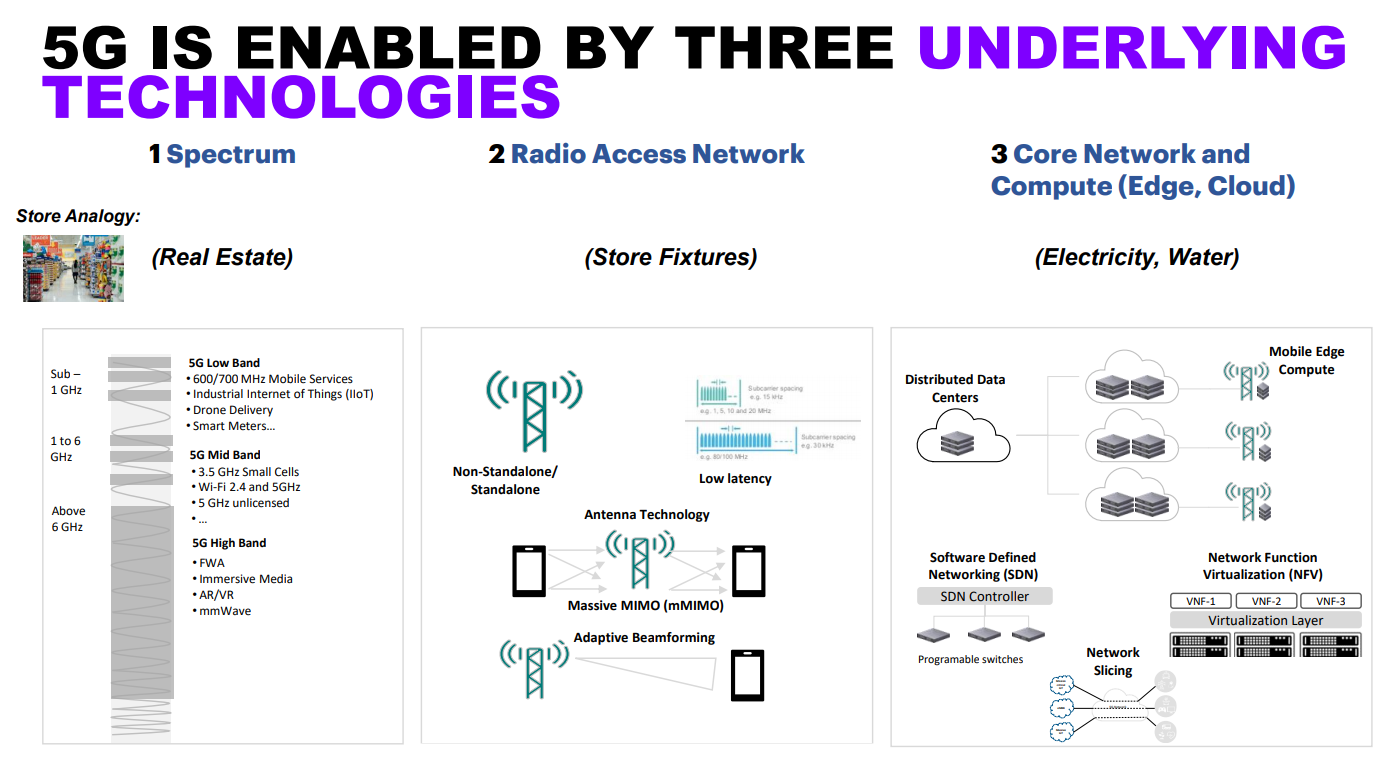 5G IS ENABLED BY THREE UNDERLYING
TECHNOLOGIES
1 Spectrum
2 Radio Access Network
3 Core Network and
Compute (Edge, Cloud)
Store Analogy:
(Real Estate)
(Store Fixtures)
(Electricity, Water)
Sub –
1 GHz
5G Low Band
• 600/700 MHz Mobile Services
• Industrial Internet of Things (IIoT)
• Drone Delivery
• Smart Meters...
1 to 6
GHz
5G Mid Band
• 3.5 GHz Small Cells
• Wi-Fi 2.4 and 5GHz
• 5 GHz unlicensed
• ...
Above
6 GHz
5G High Band
• FWA
• Immersive Media
• AR/VR
• mmWave
Non-Standalone/
Standalone
Subcarrier spacing
e.g. 15 kHz
e.g. 1, 5, 10 and 20 MHz
Subcarrier spacing
e.g. 30 kHz
e.g. 80/100 MHz
Low latency
Antenna Technology
Massive MIMO (mMIMO)
Adaptive Beamforming
Distributed Data
Centers
Mobile Edge
Compute
Software Defined
Networking (SDN)
SDN Controller
Programable switches
Network Function
Virtualization (NFV)
VNF-1
VNF-2
VNF-3
Virtualization Layer
Network
Slicing